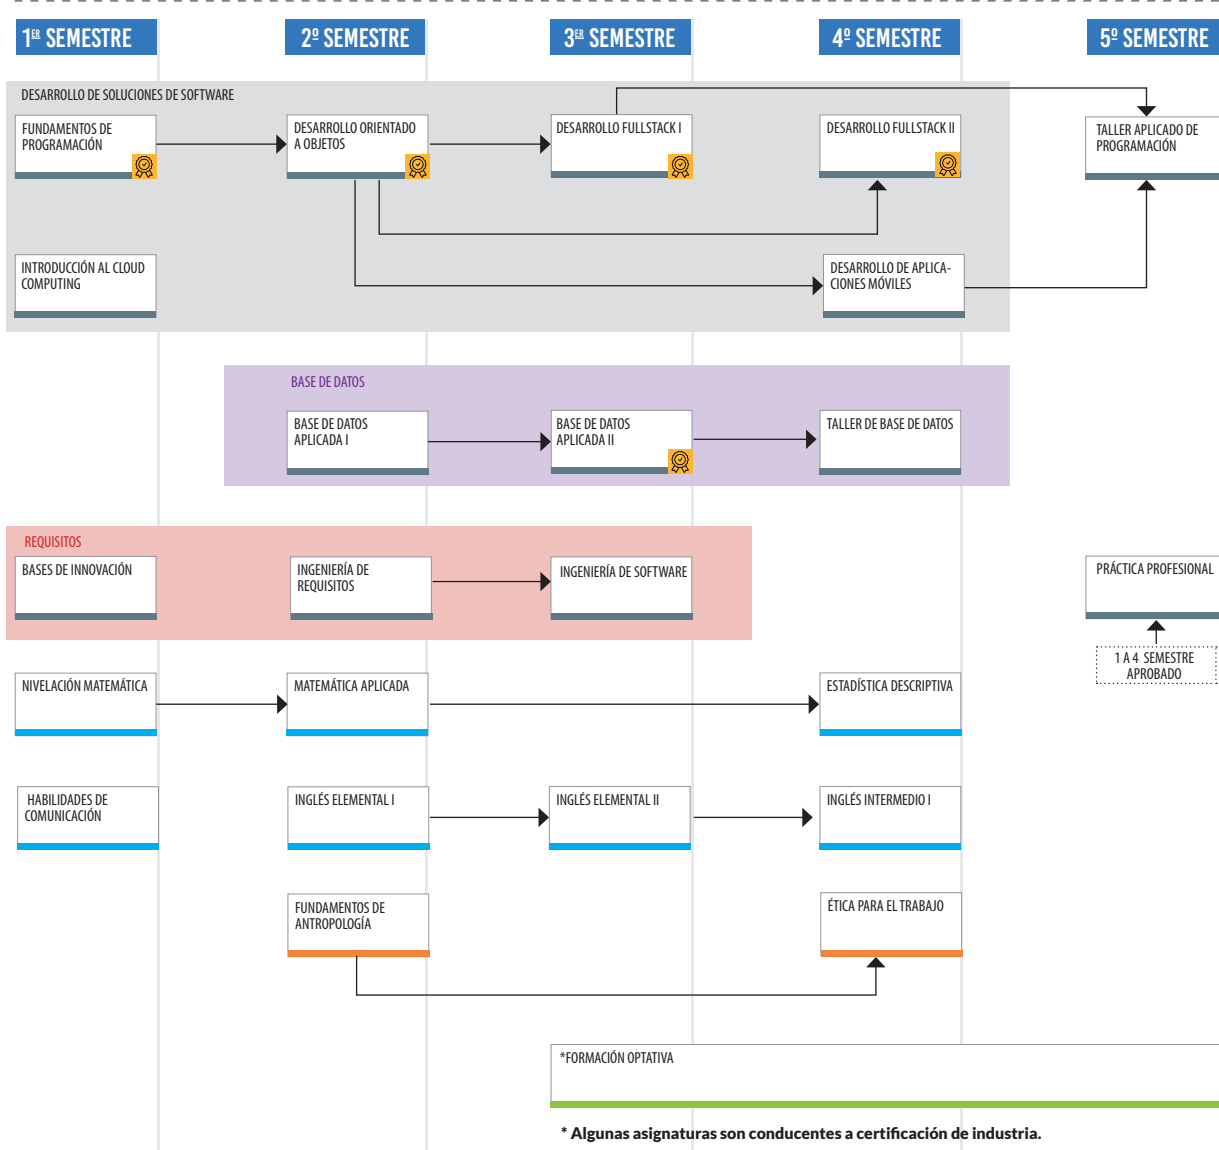 1ER SEMESTRE
2º SEMESTRE
3ER SEMESTRE
4º SEMESTRE
5º SEMESTRE
DESARROLLO DE SOLUCIONES DE SOFTWARE
FUNDAMENTOS DE
PROGRAMACIÓN
DESARROLLO ORIENTADO
A OBJETOS
DESARROLLO FULLSTACK I
DESARROLLO FULLSTACK II
TALLER APLICADO DE
PROGRAMACIÓN
INTRODUCCIÓN AL CLOUD
COMPUTING
DESARROLLO DE APLICA-
CIONES MÓVILES
BASE DE DATOS
BASE DE DATOS
APLICADA I
BASE DE DATOS
APLICADA II
TALLER DE BASE DE DATOS
REQUISITOS
BASES DE INNOVACIÓN
INGENIERÍA DE
REQUISITOS
INGENIERÍA DE SOFTWARE
PRÁCTICA PROFESIONAL
1 A 4 SEMESTRE
APROBADO
NIVELACIÓN MATEMÁTICA
MATEMÁTICA APLICADA
ESTADÍSTICA DESCRIPTIVA
HABILIDADES DE
COMUNICACIÓN
INGLÉS ELEMENTAL I
INGLÉS ELEMENTAL II
INGLÉS INTERMEDIO I
FUNDAMENTOS DE
ANTROPOLOGÍA
ÉTICA PARA EL TRABAJO
*FORMACIÓN OPTATIVA
* Algunas asignaturas son conducentes a certificación de industria.